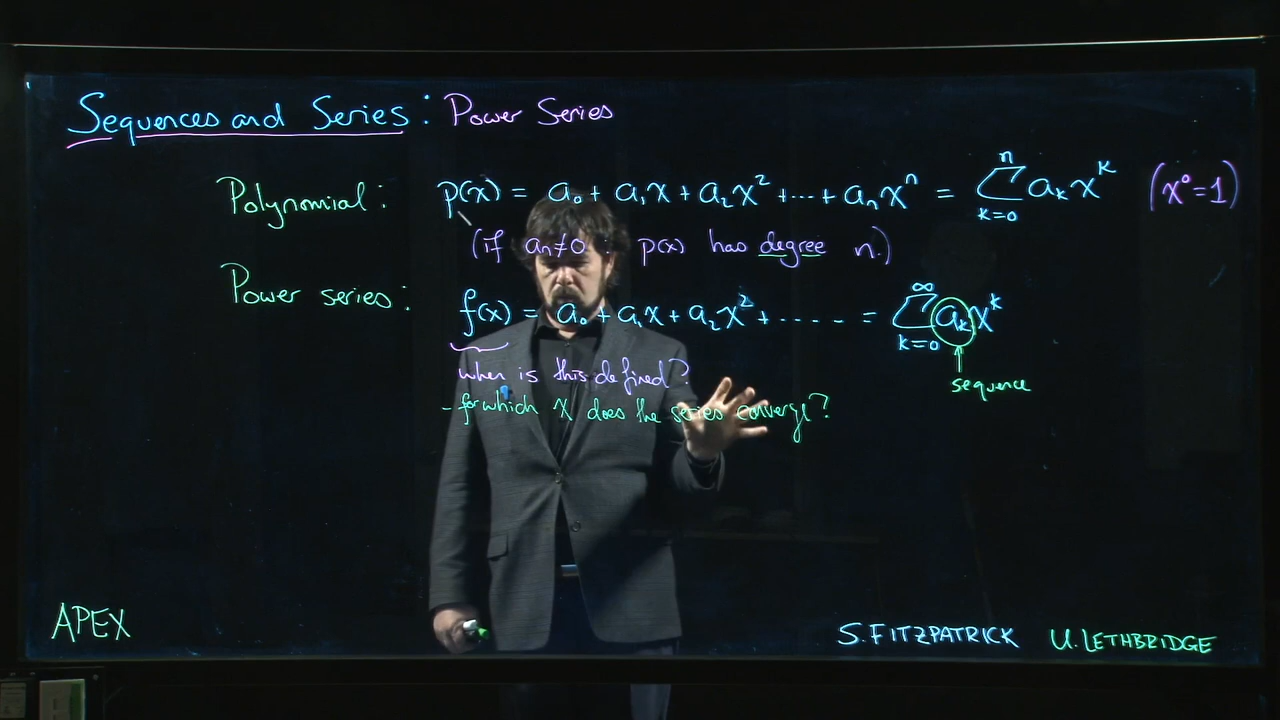 Sequences and Series: Power Series
Polynomial: p(x) = a₀ + a₁x + a₂x² + ··· + aₙxⁿ = ∑ₖ₌₀ⁿ aₖxᵏ (x⁰=1)
(if aₙ≠0 : p(x) has degree n.)
Power series: f(x) = a₀ + a₁x + a₂x² + ····· = ∑ₖ₌₀^∞ aₖxᵏ
when is this defined?
sequence
- for which x does the series converge?
APEX
S. FITZPATRICK U. LETHBRIDGE